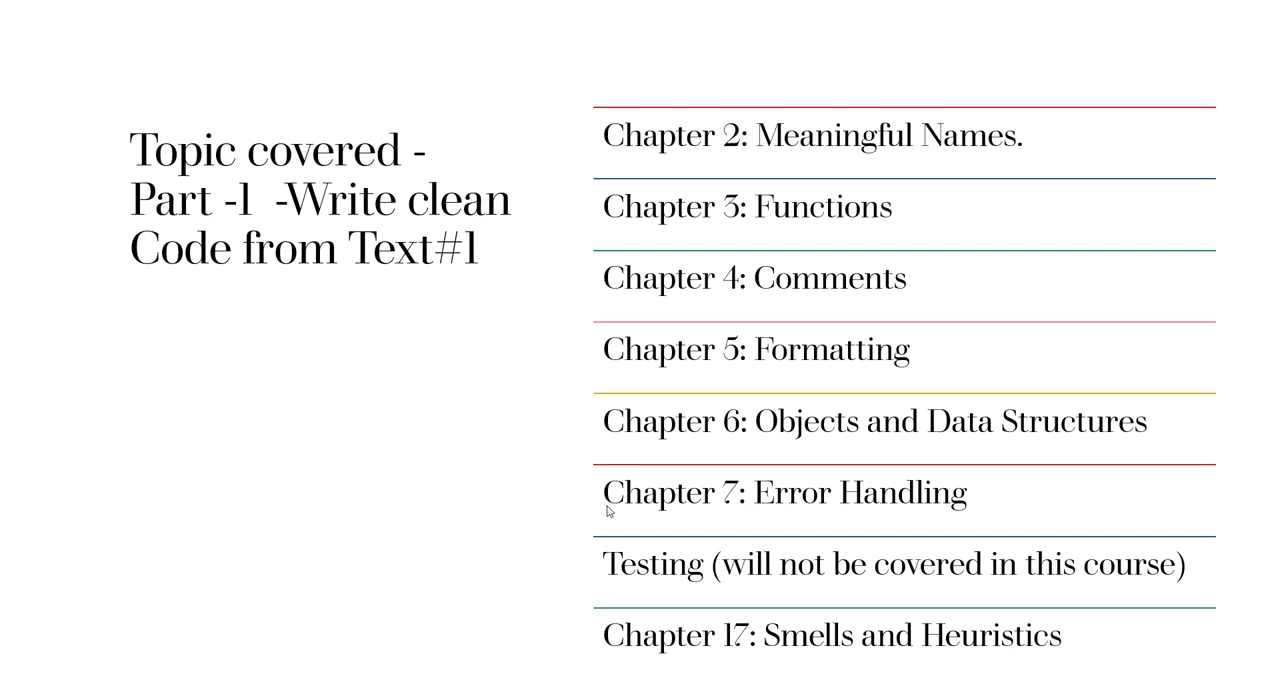 Topic covered -
Part -1  -Write clean
Code from Text#1
Chapter 2: Meaningful Names.
Chapter 3: Functions
Chapter 4: Comments
Chapter 5: Formatting
Chapter 6: Objects and Data Structures
Chapter 7: Error Handling
Testing (will not be covered in this course)
Chapter 17: Smells and Heuristics